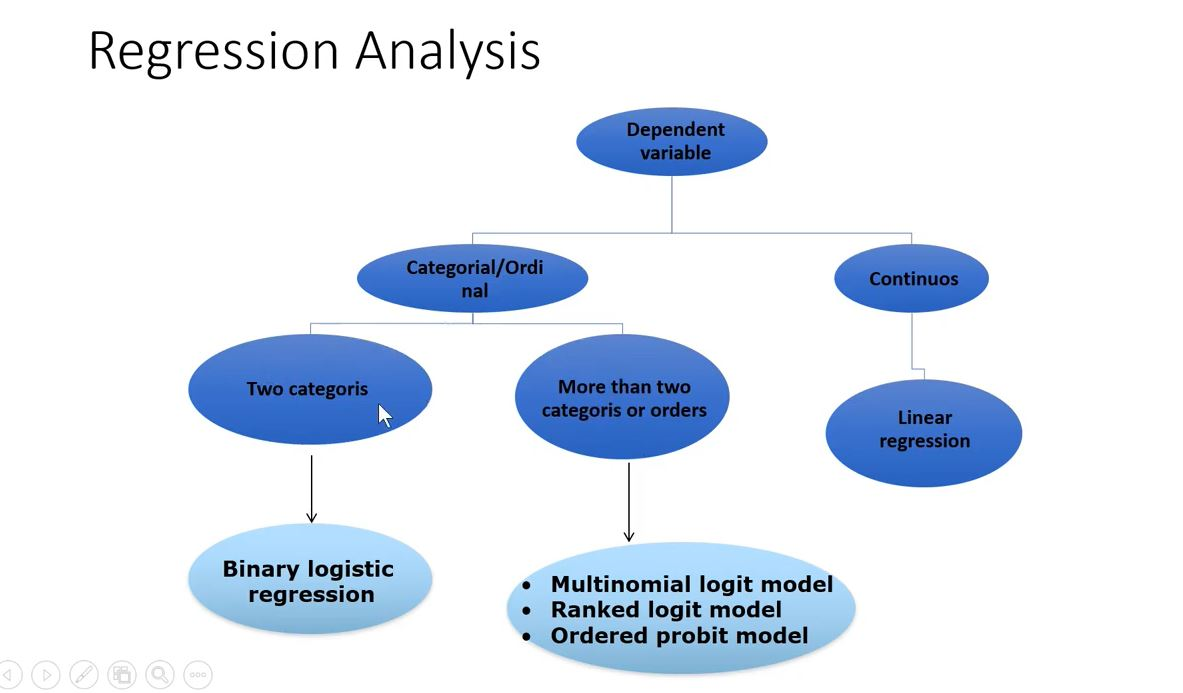 Regression Analysis
Dependent
variable
Categorial/Ordi
nal
Continuos
Two categoris
More than two
categoris or orders
Linear
regression
Binary logistic
regression
• Multinomial logit model
• Ranked logit model
• Ordered probit model